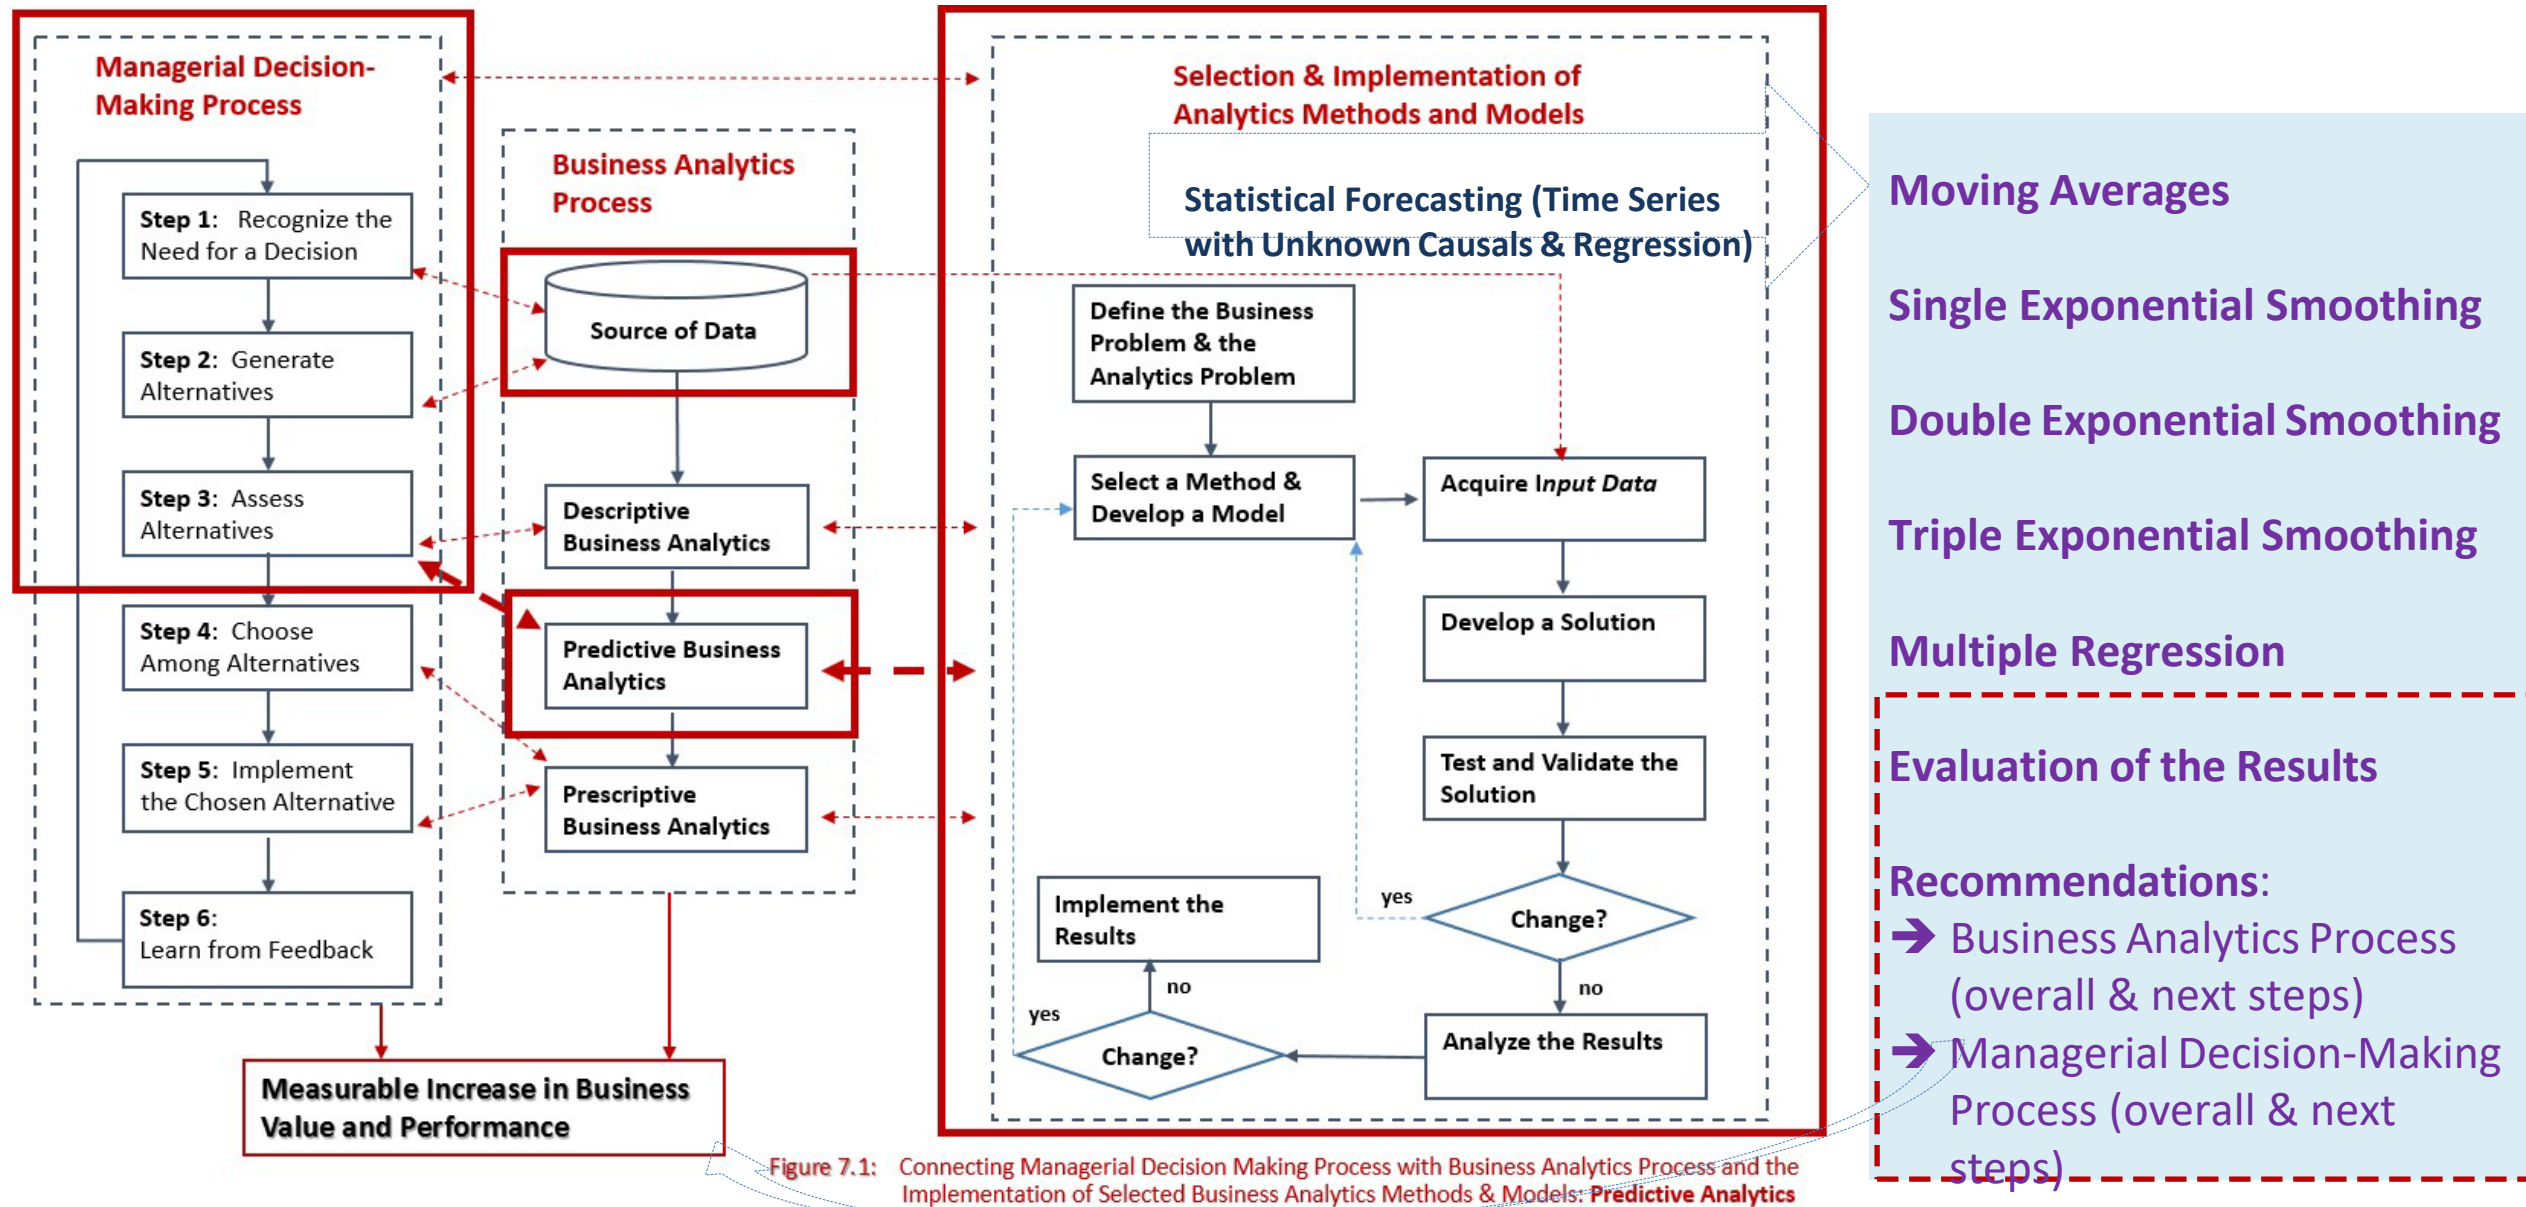 Managerial Decision-
Making Process
Step 1: Recognize the
Need for a Decision
Step 2: Generate
Alternatives
Step 3: Assess
Alternatives
Step 4: Choose
Among Alternatives
Step 5: Implement
the Chosen Alternative
Step 6:
Learn from Feedback
Business Analytics
Process
Source of Data
Descriptive
Business Analytics
Predictive Business
Analytics
Prescriptive
Business Analytics
Measurable Increase in Business
Value and Performance
Selection & Implementation of
Analytics Methods and Models
Statistical Forecasting (Time Series
with Unknown Causals & Regression)
Define the Business
Problem & the
Analytics Problem
Select a Method &
Develop a Model
Acquire Input Data
Develop a Solution
Test and Validate the
Solution
yes
Change?
no
Analyze the Results
Implement the
Results
no
yes
Change?
Figure 7.1: Connecting Managerial Decision Making Process with Business Analytics Process and the
Implementation of Selected Business Analytics Methods & Models: Predictive Analytics
Moving Averages
Single Exponential Smoothing
Double Exponential Smoothing
Triple Exponential Smoothing
Multiple Regression
Evaluation of the Results
Recommendations:
➔ Business Analytics Process
(overall & next steps)
➔ Managerial Decision-Making
Process (overall & next
steps)